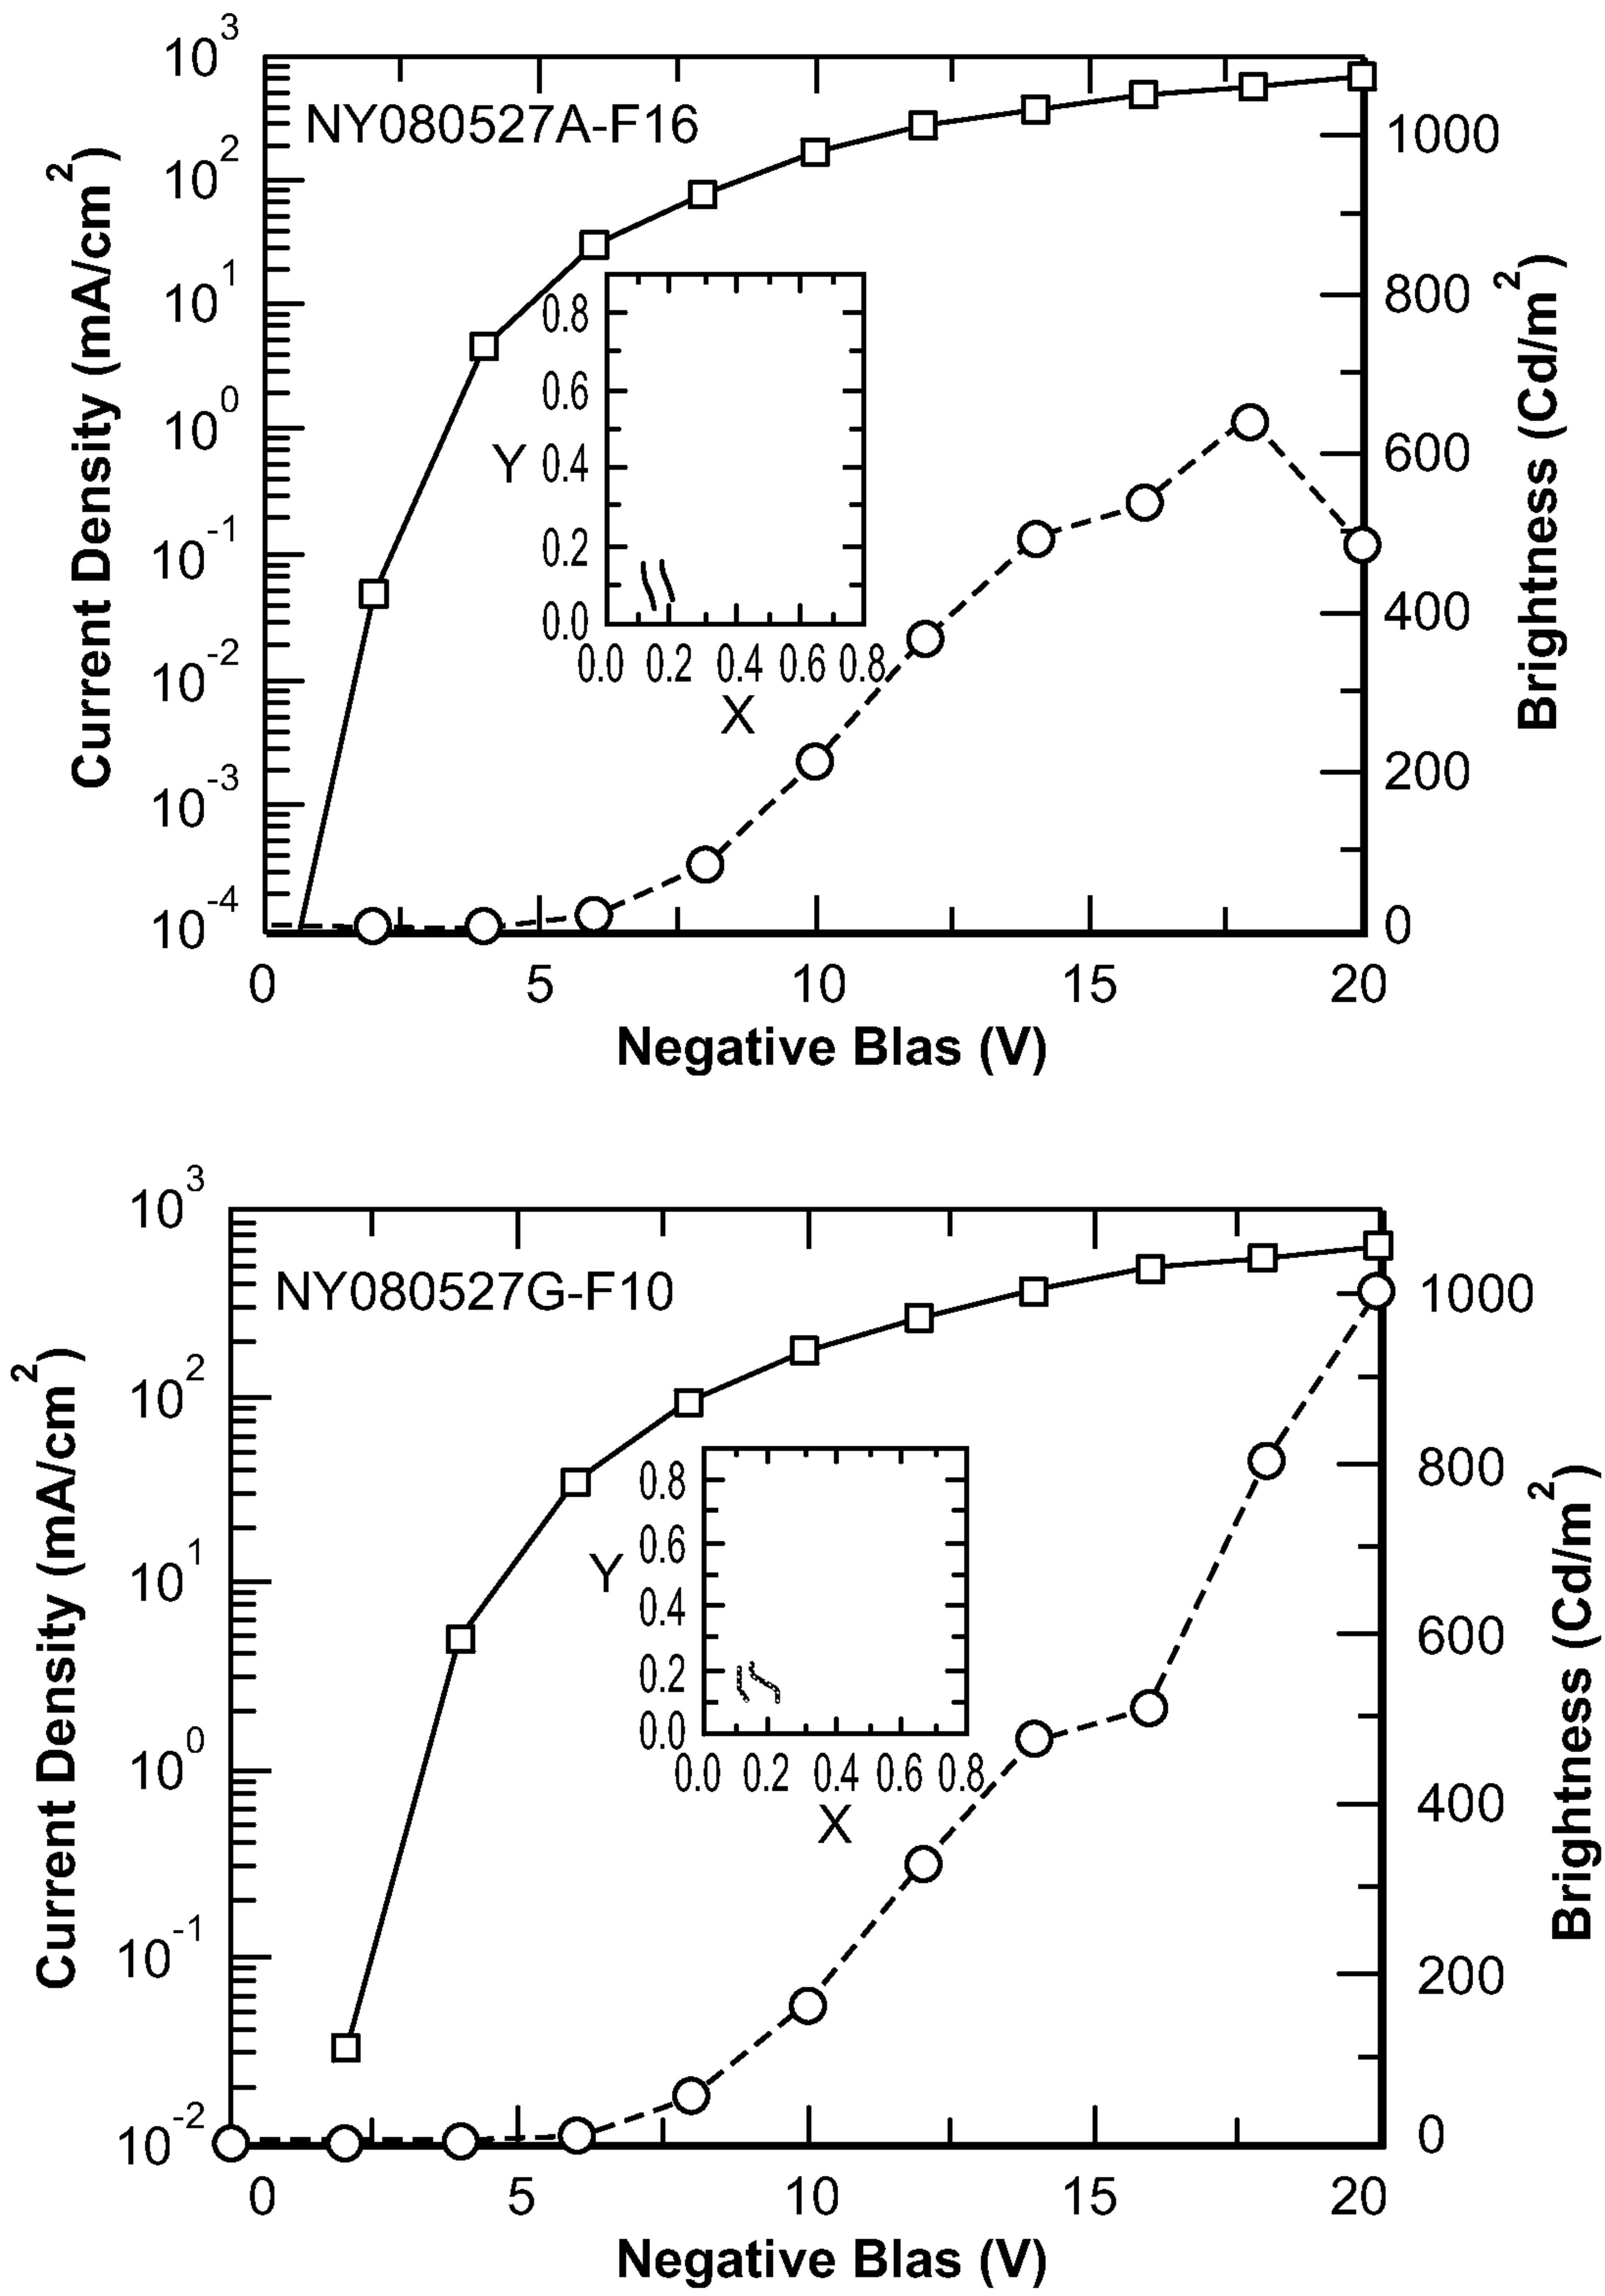 10^3
NY080527A-F16
10^2
10^1
10^0
10^-1
10^-2
10^-3
10^-4
Current Density (mA/cm^2)
1000
800
600
400
200
0
Brightness (Cd/m^2)
0.8
0.6
Y 0.4
0.2
0.0
0.0 0.2 0.4 0.6 0.8
X
0 5 10 15 20
Negative Blas (V)
10^3
NY080527G-F10
10^2
10^1
10^0
10^-1
10^-2
Current Density (mA/cm^2)
1000
800
600
400
200
0
Brightness (Cd/m^2)
0.8
0.6
Y
0.4
0.2
0.0
0.0 0.2 0.4 0.6 0.8
X
0 5 10 15 20
Negative Blas (V)